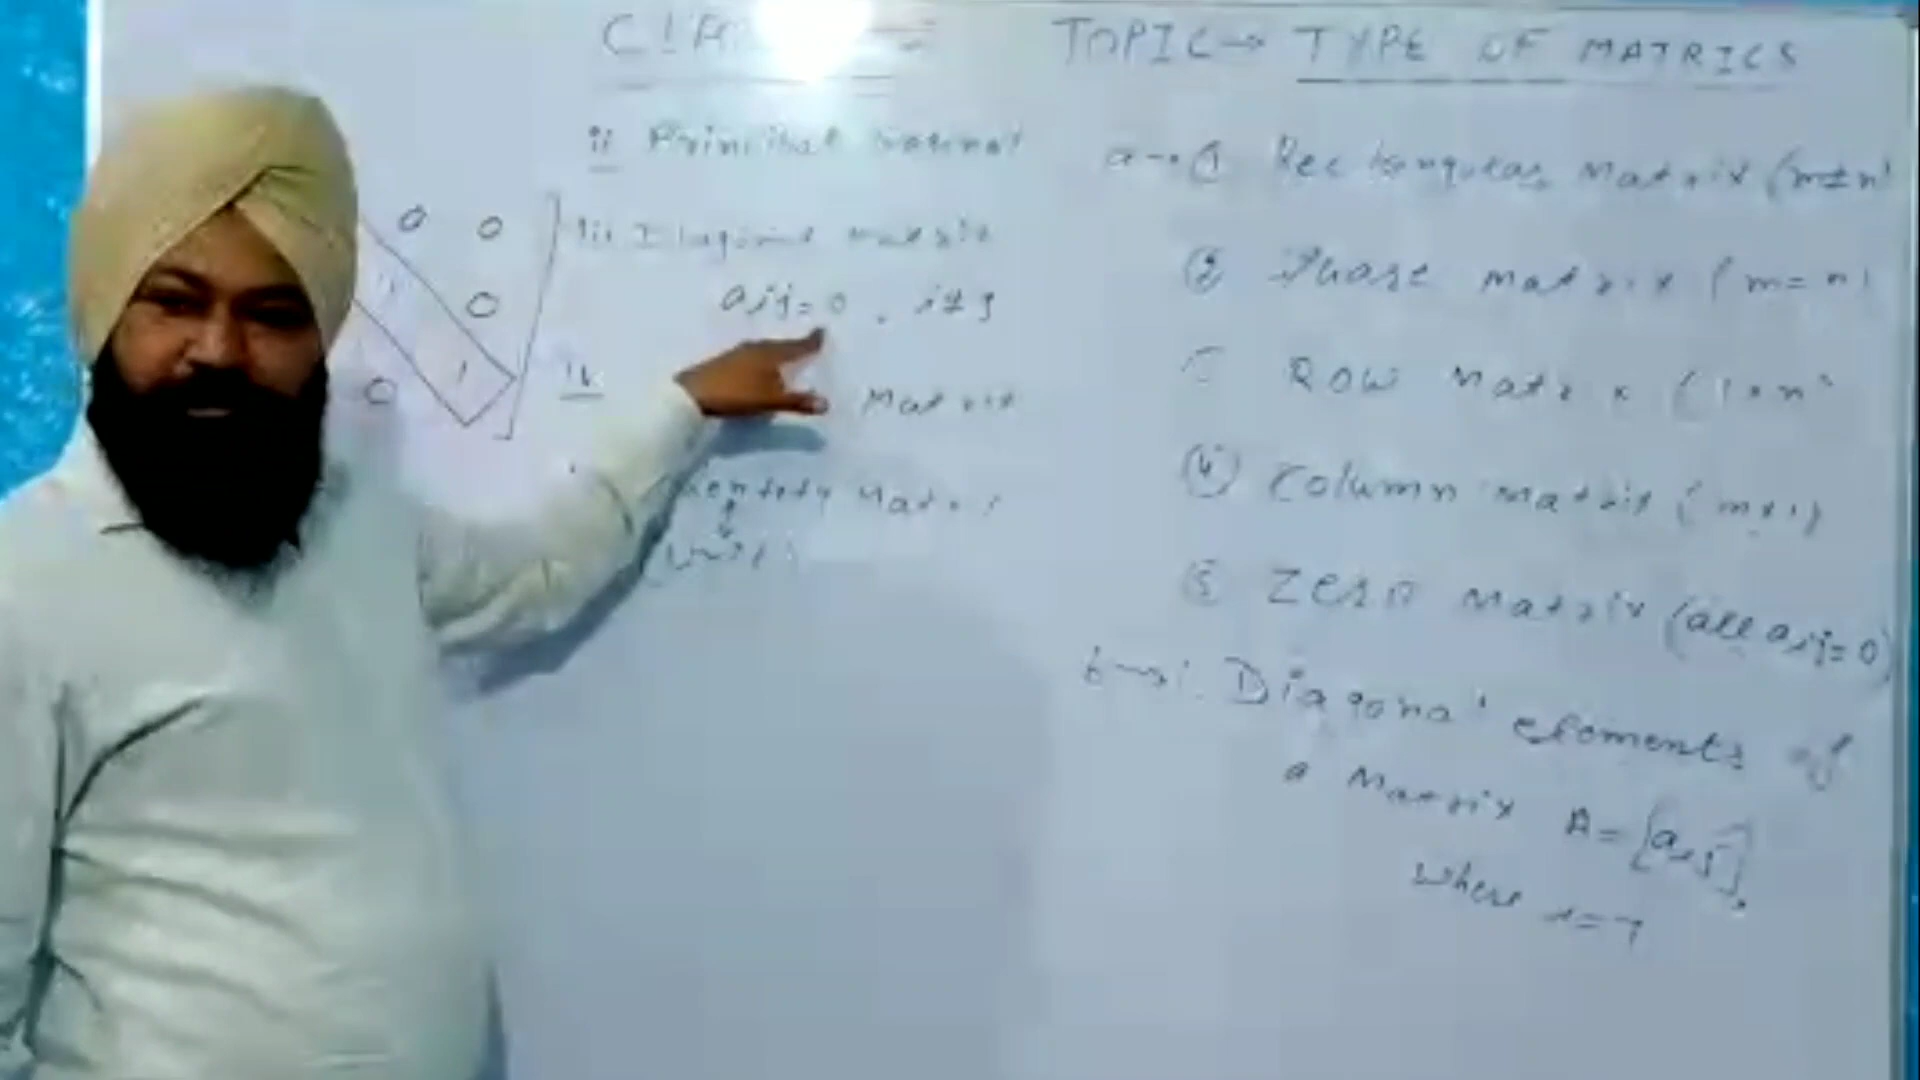 TOPIC → TYPE OF MATRICS
ii Principal
0 0
iii Diagonal matrix
0
aij=0, i≠j
1
iv
0
Matrix
Matri
a → ① Rectangular Matrix (m≠n)
② Matrix (m=n)
Row Matrix (1×n)
④ Column Matrix (m×1)
⑤ Zero Matrix (all aij=0)
b → i. Diagonal elements of
a Matrix A=[aij],
where i=j